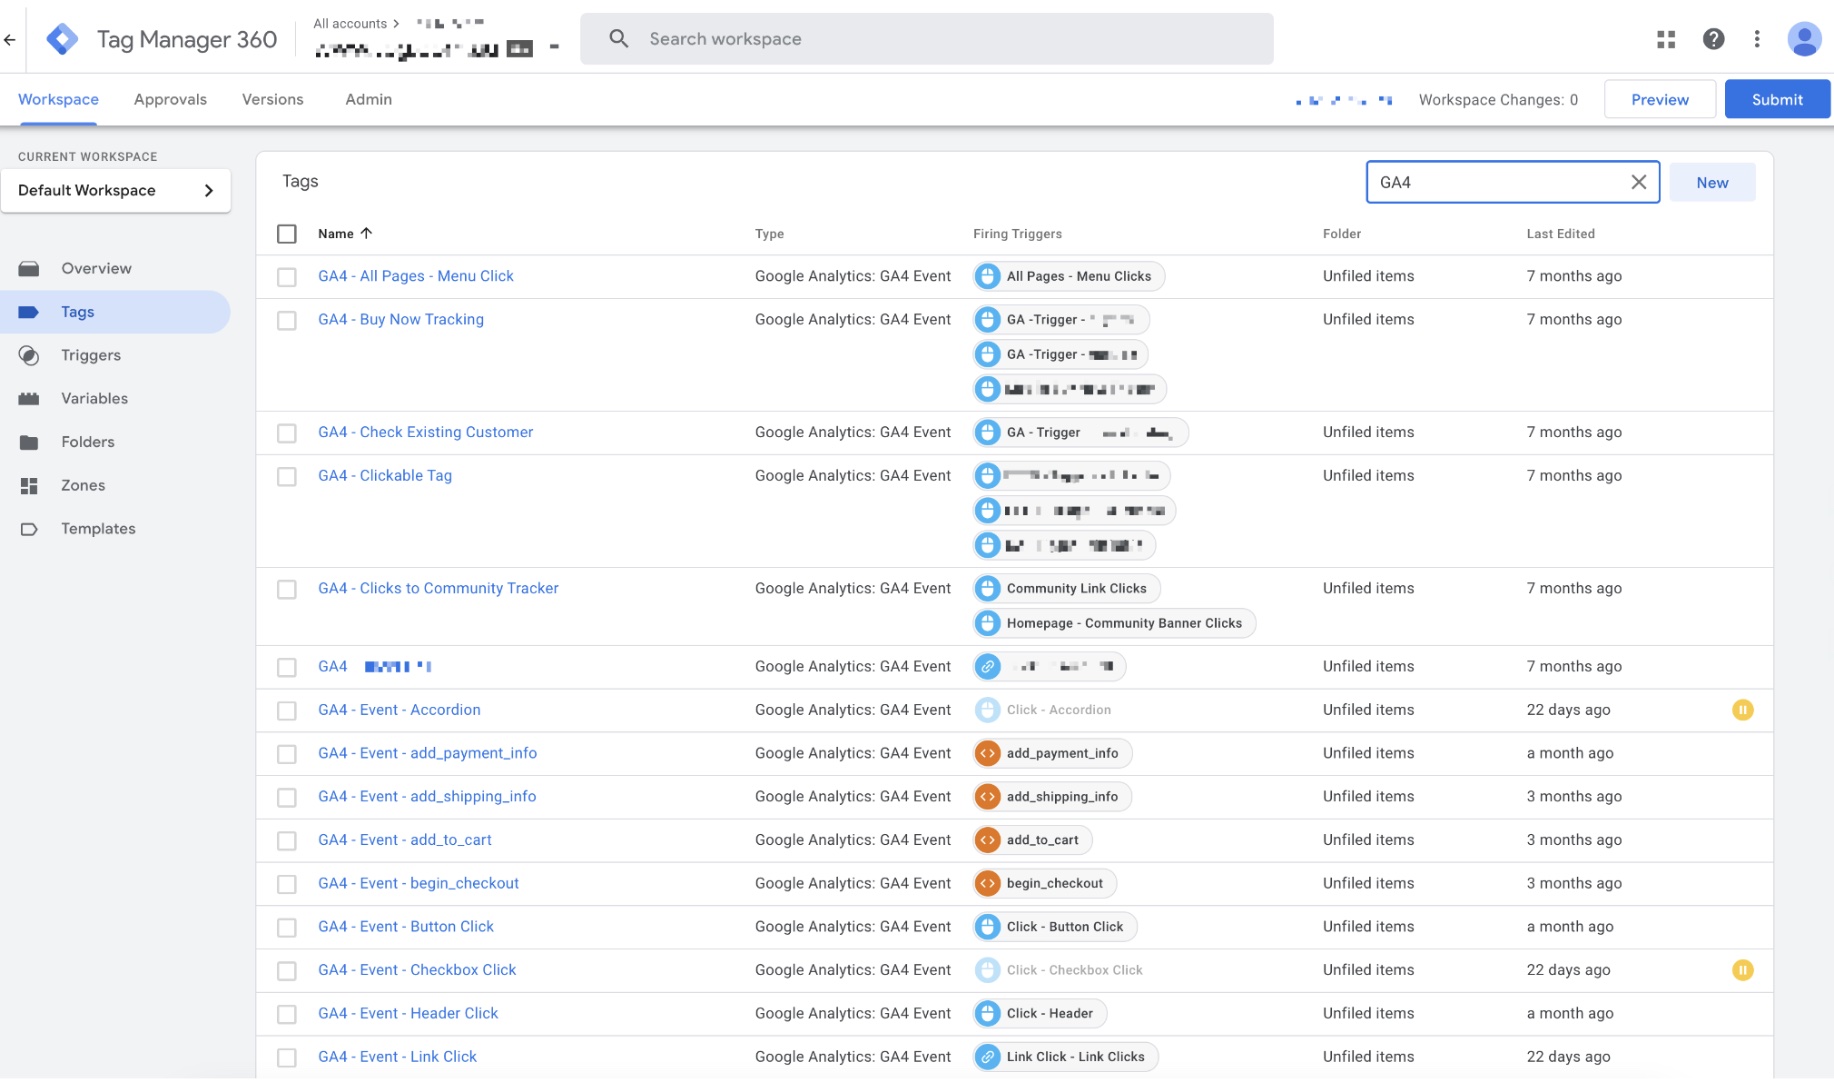 Tag Manager 360
All accounts >
Search workspace
Workspace Approvals Versions Admin
Workspace Changes: 0 Preview Submit
CURRENT WORKSPACE
Default Workspace
Overview
Tags
Triggers
Variables
Folders
Zones
Templates
Tags GA4 New
Name Type Firing Triggers Folder Last Edited
GA4 - All Pages - Menu Click Google Analytics: GA4 Event All Pages - Menu Clicks Unfiled items 7 months ago
GA4 - Buy Now Tracking Google Analytics: GA4 Event GA -Trigger - Unfiled items 7 months ago
GA -Trigger -
GA4 - Check Existing Customer Google Analytics: GA4 Event GA - Trigger Unfiled items 7 months ago
GA4 - Clickable Tag Google Analytics: GA4 Event Unfiled items 7 months ago
GA4 - Clicks to Community Tracker Google Analytics: GA4 Event Community Link Clicks Unfiled items 7 months ago
Homepage - Community Banner Clicks
GA4 Google Analytics: GA4 Event Unfiled items 7 months ago
GA4 - Event - Accordion Google Analytics: GA4 Event Click - Accordion Unfiled items 22 days ago
GA4 - Event - add_payment_info Google Analytics: GA4 Event add_payment_info Unfiled items a month ago
GA4 - Event - add_shipping_info Google Analytics: GA4 Event add_shipping_info Unfiled items 3 months ago
GA4 - Event - add_to_cart Google Analytics: GA4 Event add_to_cart Unfiled items 3 months ago
GA4 - Event - begin_checkout Google Analytics: GA4 Event begin_checkout Unfiled items 3 months ago
GA4 - Event - Button Click Google Analytics: GA4 Event Click - Button Click Unfiled items a month ago
GA4 - Event - Checkbox Click Google Analytics: GA4 Event Click - Checkbox Click Unfiled items 22 days ago
GA4 - Event - Header Click Google Analytics: GA4 Event Click - Header Unfiled items a month ago
GA4 - Event - Link Click Google Analytics: GA4 Event Link Click - Link Clicks Unfiled items 22 days ago